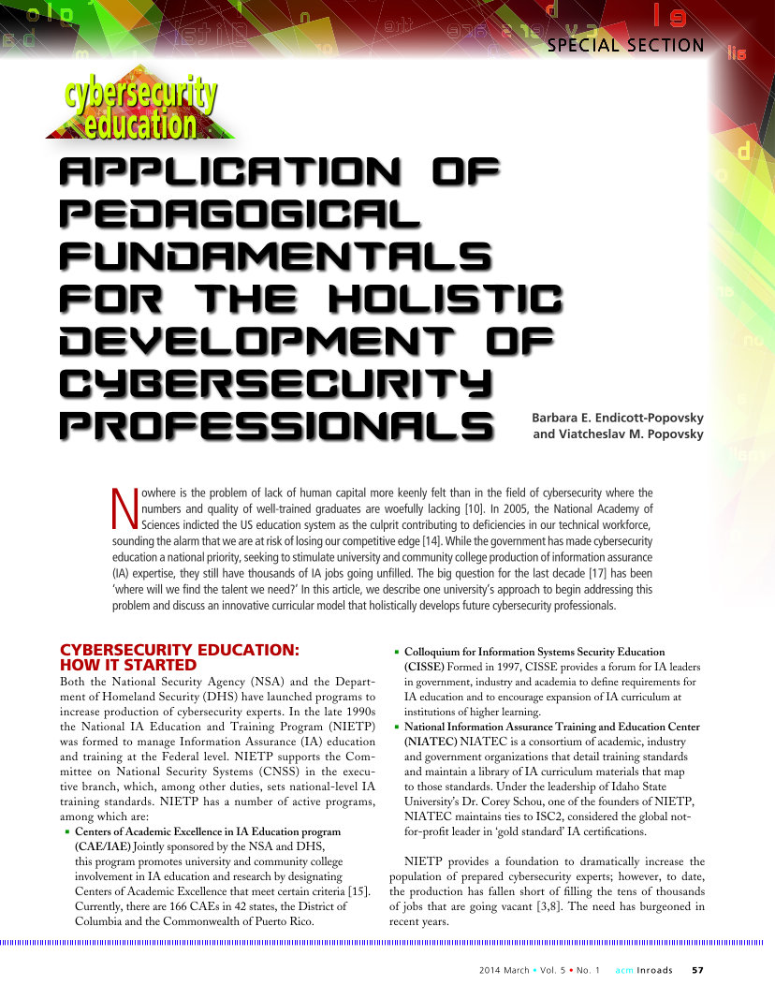 SPECIAL SECTION
cybersecurity
education
APPLICATION OF
PEDAGOGICAL
FUNDAMENTALS
FOR THE HOLISTIC
DEVELOPMENT OF
CYBERSECURITY
PROFESSIONALS
Barbara E. Endicott-Popovsky
and Viatcheslav M. Popovsky
Nowhere is the problem of lack of human capital more keenly felt than in the field of cybersecurity where the
numbers and quality of well-trained graduates are woefully lacking [10]. In 2005, the National Academy of
Sciences indicted the US education system as the culprit contributing to deficiencies in our technical workforce,
sounding the alarm that we are at risk of losing our competitive edge [14]. While the government has made cybersecurity
education a national priority, seeking to stimulate university and community college production of information assurance
(IA) expertise, they still have thousands of IA jobs going unfilled. The big question for the last decade [17] has been
‘where will we find the talent we need?’ In this article, we describe one university’s approach to begin addressing this
problem and discuss an innovative curricular model that holistically develops future cybersecurity professionals.
CYBERSECURITY EDUCATION:
HOW IT STARTED
Both the National Security Agency (NSA) and the Depart-
ment of Homeland Security (DHS) have launched programs to
increase production of cybersecurity experts. In the late 1990s
the National IA Education and Training Program (NIETP)
was formed to manage Information Assurance (IA) education
and training at the Federal level. NIETP supports the Com-
mittee on National Security Systems (CNSS) in the execu-
tive branch, which, among other duties, sets national-level IA
training standards. NIETP has a number of active programs,
among which are:
▪ Centers of Academic Excellence in IA Education program
(CAE/IAE) Jointly sponsored by the NSA and DHS,
this program promotes university and community college
involvement in IA education and research by designating
Centers of Academic Excellence that meet certain criteria [15].
Currently, there are 166 CAEs in 42 states, the District of
Columbia and the Commonwealth of Puerto Rico.
▪ Colloquium for Information Systems Security Education
(CISSE) Formed in 1997, CISSE provides a forum for IA leaders
in government, industry and academia to define requirements for
IA education and to encourage expansion of IA curriculum at
institutions of higher learning.
▪ National Information Assurance Training and Education Center
(NIATEC) NIATEC is a consortium of academic, industry
and government organizations that detail training standards
and maintain a library of IA curriculum materials that map
to those standards. Under the leadership of Idaho State
University’s Dr. Corey Schou, one of the founders of NIETP,
NIATEC maintains ties to ISC2, considered the global not-
for-profit leader in ‘gold standard’ IA certifications.
NIETP provides a foundation to dramatically increase the
population of prepared cybersecurity experts; however, to date,
the production has fallen short of filling the tens of thousands
of jobs that are going vacant [3,8]. The need has burgeoned in
recent years.
2014 March • Vol. 5 • No. 1 acm Inroads 57